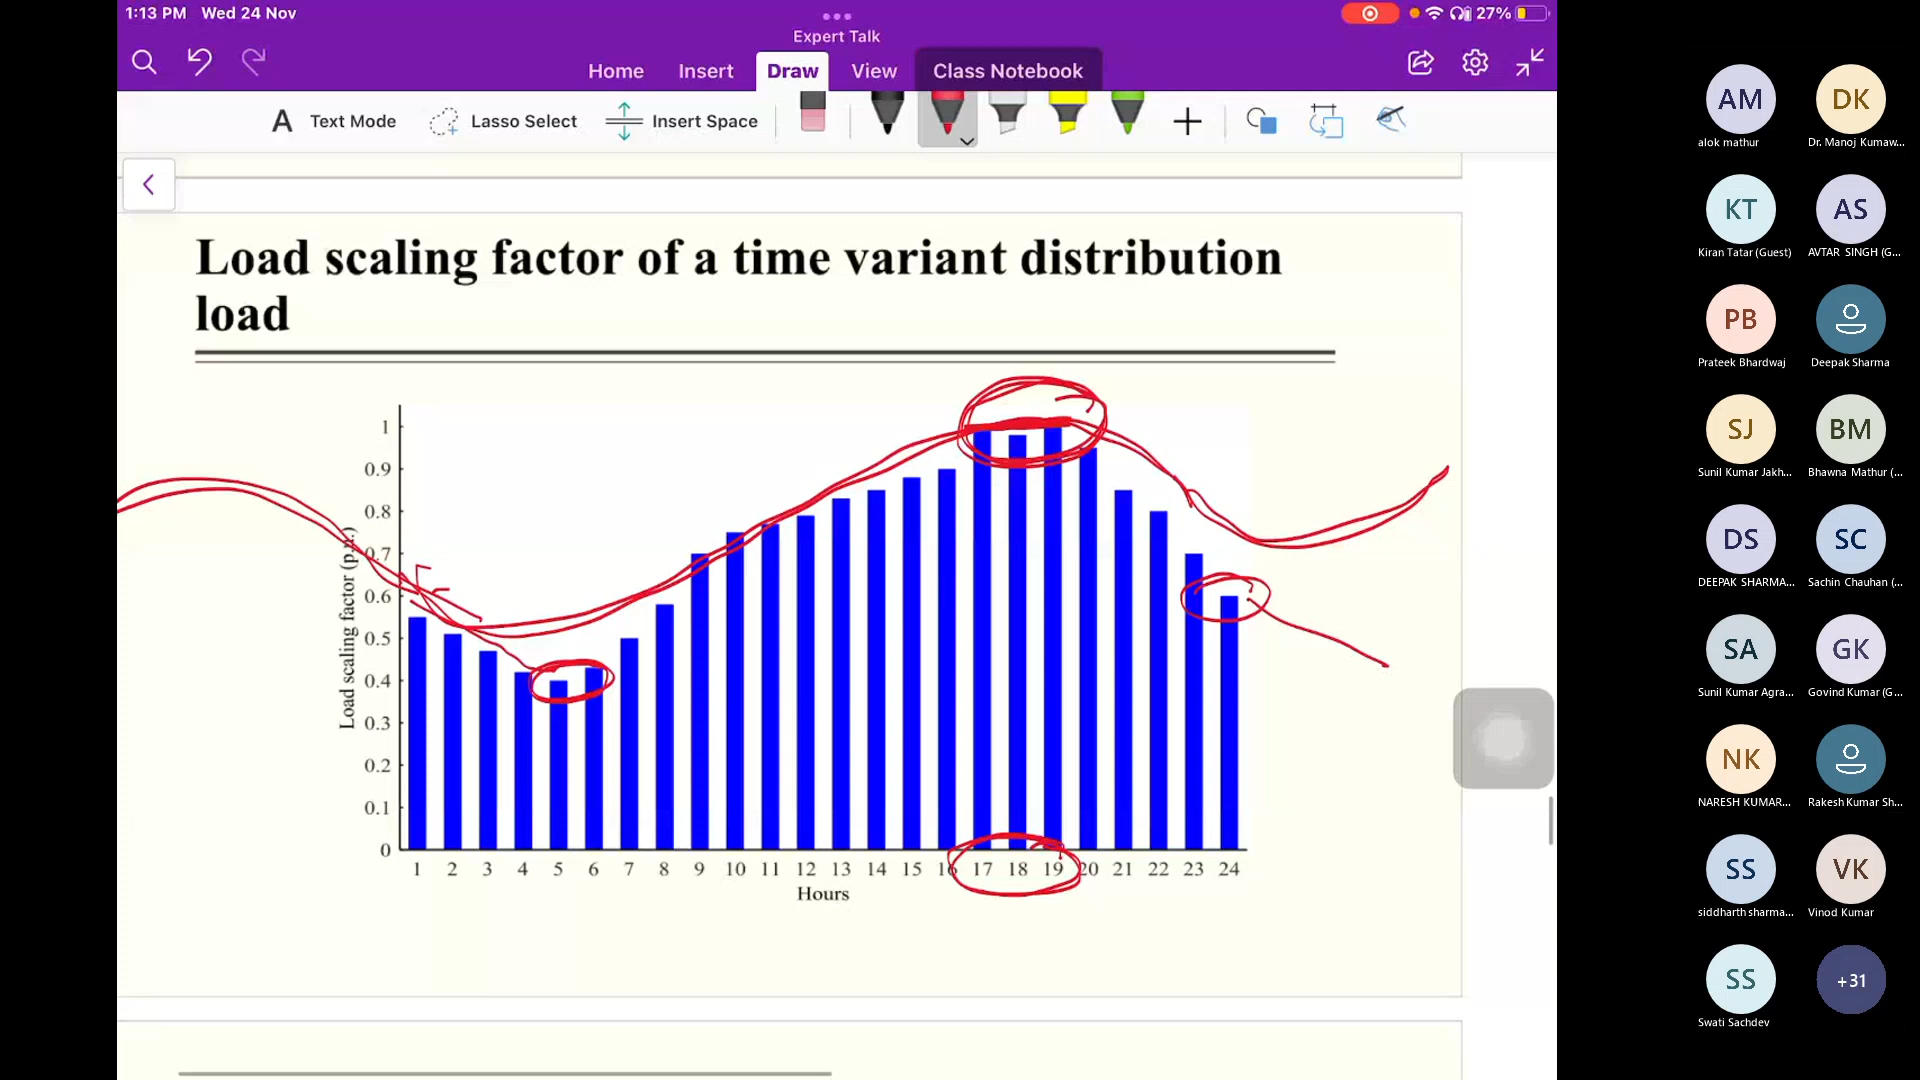 1:13 PM Wed 24 Nov
27%
Expert Talk
Home Insert Draw View Class Notebook
A Text Mode Lasso Select Insert Space
Load scaling factor of a time variant distribution
load
Load scaling factor (p.u.)
1
0.9
0.8
0.7
0.6
0.5
0.4
0.3
0.2
0.1
0
1 2 3 4 5 6 7 8 9 10 11 12 13 14 15 16 17 18 19 20 21 22 23 24
Hours
AM DK
alok mathur Dr. Manoj Kumaw...
KT AS
Kiran Tatar (Guest) AVTAR SINGH (G...
PB
Prateek Bhardwaj Deepak Sharma
SJ BM
Sunil Kumar Jakh... Bhawna Mathur (...
DS SC
DEEPAK SHARMA... Sachin Chauhan (...
SA GK
Sunil Kumar Agra... Govind Kumar (G...
NK
NARESH KUMAR... Rakesh Kumar Sh...
SS VK
siddharth sharma... Vinod Kumar
SS +31
Swati Sachdev